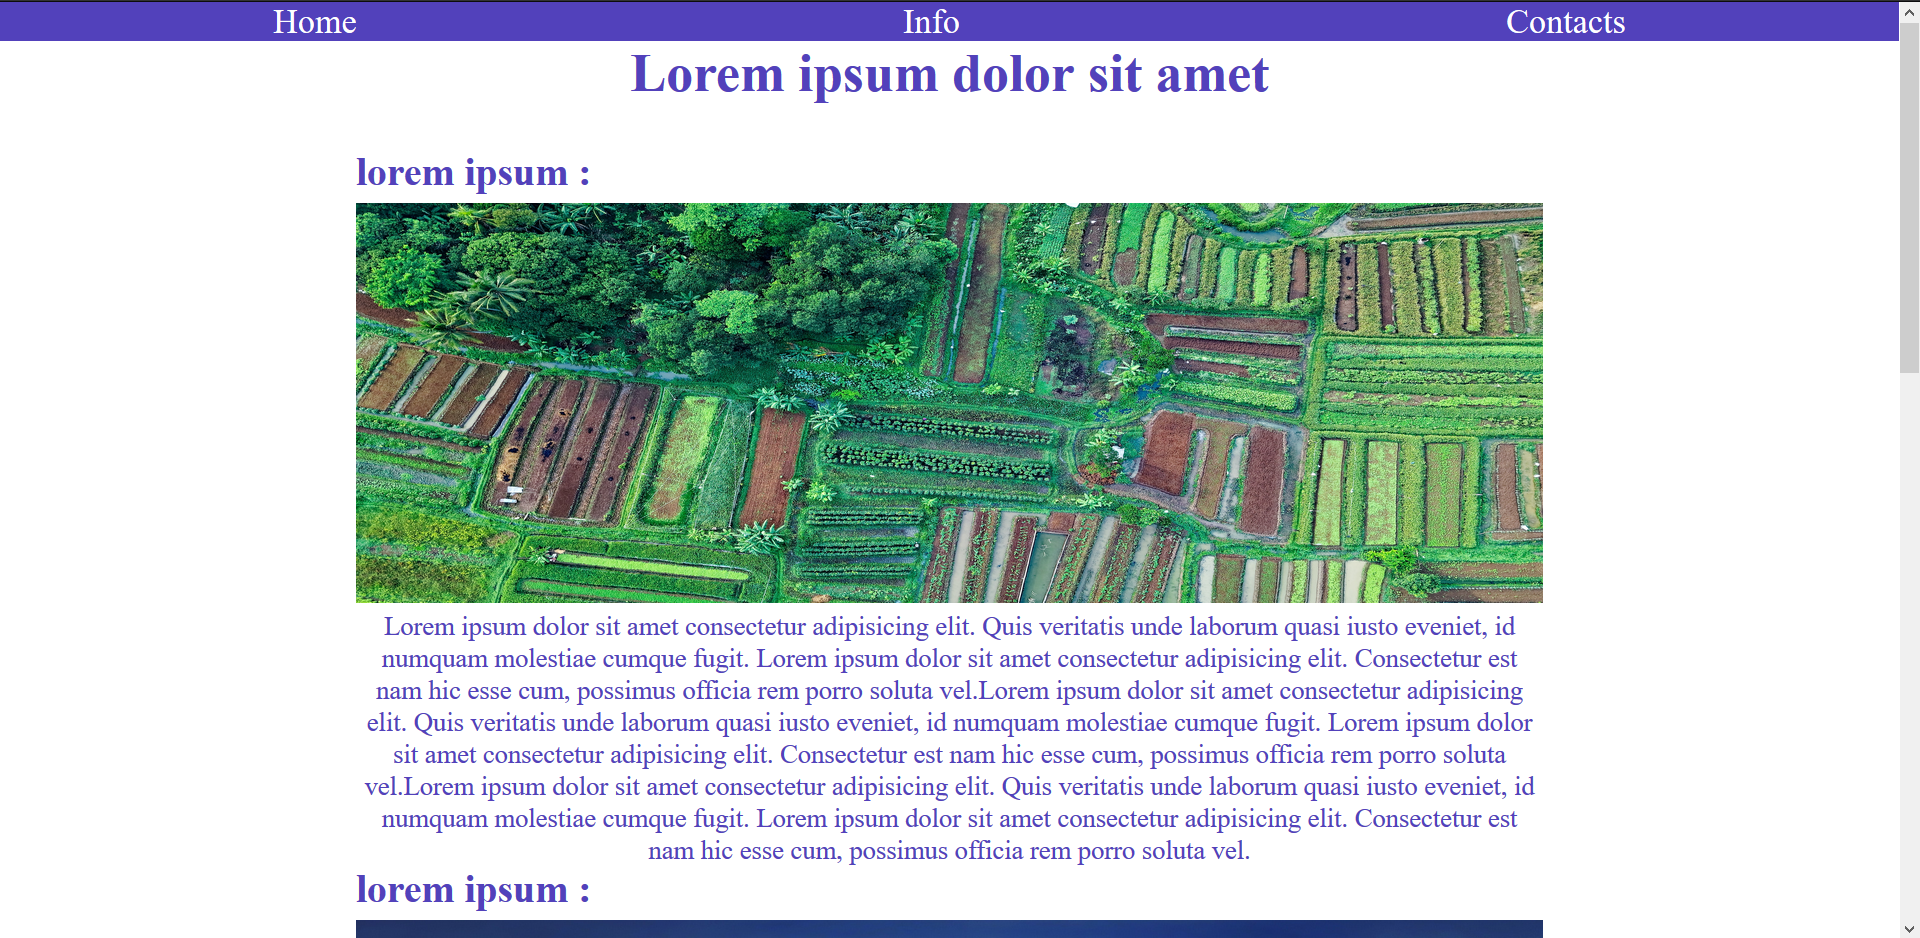 Home Info Contacts
Lorem ipsum dolor sit amet
lorem ipsum :
Lorem ipsum dolor sit amet consectetur adipisicing elit. Quis veritatis unde laborum quasi iusto eveniet, id
numquam molestiae cumque fugit. Lorem ipsum dolor sit amet consectetur adipisicing elit. Consectetur est
nam hic esse cum, possimus officia rem porro soluta vel.Lorem ipsum dolor sit amet consectetur adipisicing
elit. Quis veritatis unde laborum quasi iusto eveniet, id numquam molestiae cumque fugit. Lorem ipsum dolor
sit amet consectetur adipisicing elit. Consectetur est nam hic esse cum, possimus officia rem porro soluta
vel.Lorem ipsum dolor sit amet consectetur adipisicing elit. Quis veritatis unde laborum quasi iusto eveniet, id
numquam molestiae cumque fugit. Lorem ipsum dolor sit amet consectetur adipisicing elit. Consectetur est
nam hic esse cum, possimus officia rem porro soluta vel.
lorem ipsum :